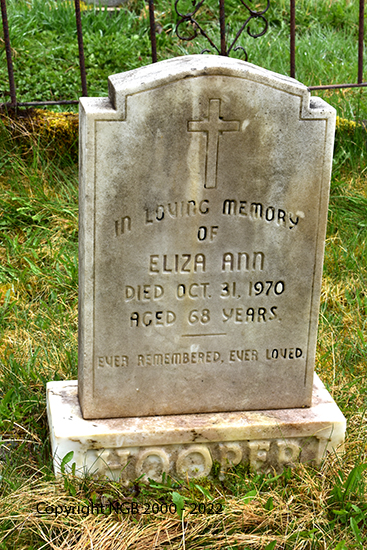 IN LOVING MEMORY
OF
ELIZA ANN
DIED OCT. 31, 1970
AGED 68 YEARS.
EVER REMEMBERED, EVER LOVED
HOOPER
Copyright NGB 2000 - 2022